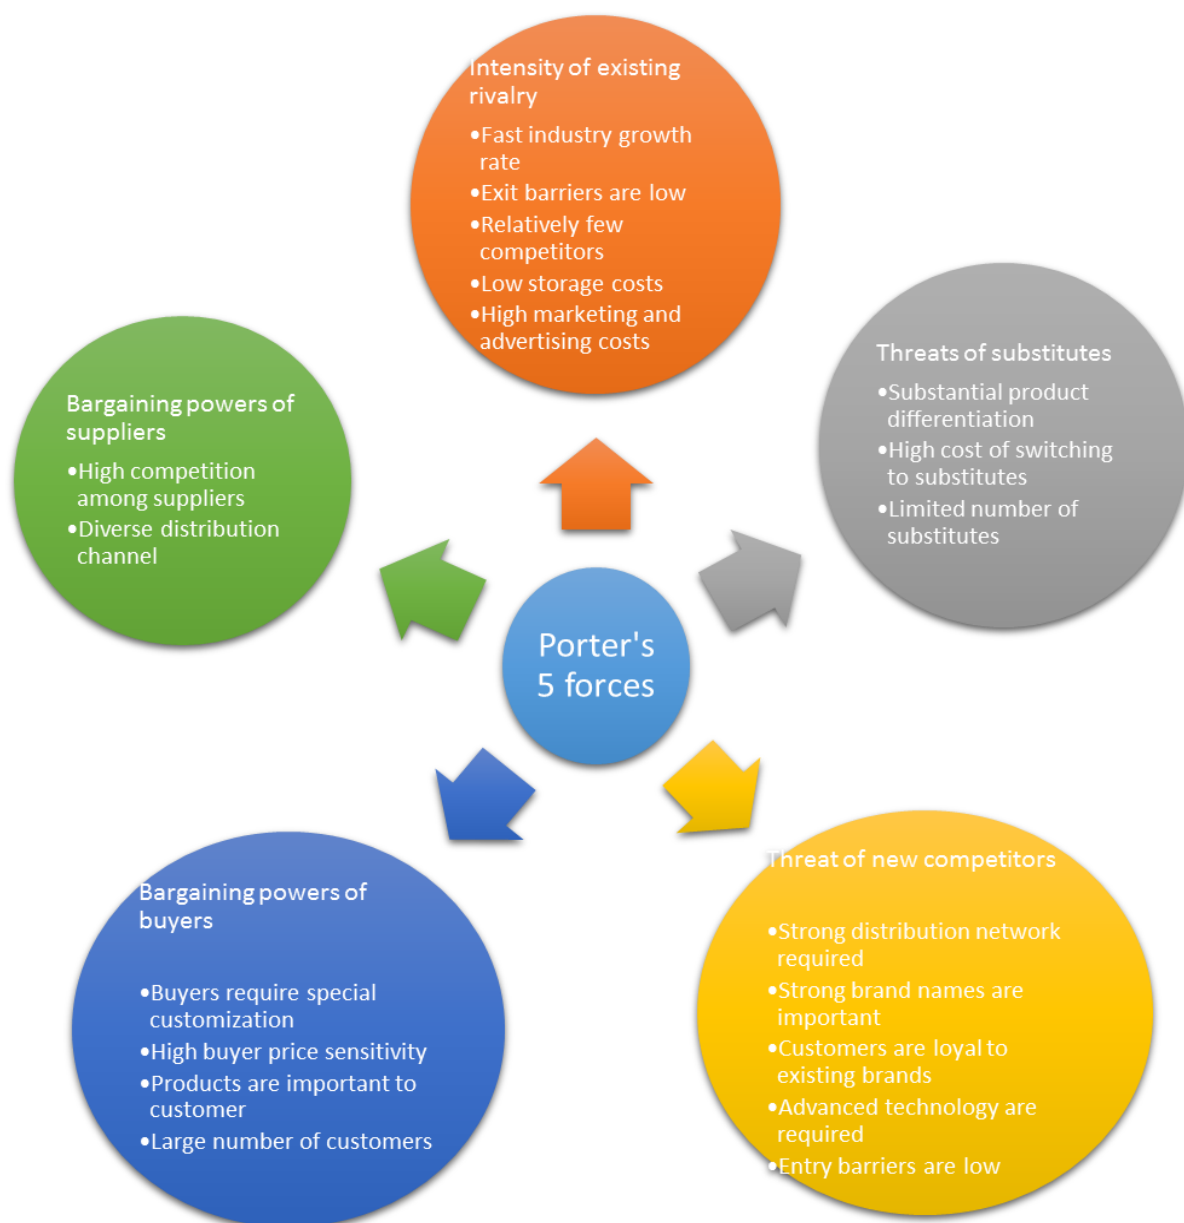 Intensity of existing
rivalry
•Fast industry growth
rate
•Exit barriers are low
•Relatively few
competitors
•Low storage costs
•High marketing and
advertising costs
Threats of substitutes
•Substantial product
differentiation
•High cost of switching
to substitutes
•Limited number of
substitutes
Bargaining powers of
suppliers
•High competition
among suppliers
•Diverse distribution
channel
Porter's
5 forces
Bargaining powers of
buyers
•Buyers require special
customization
•High buyer price sensitivity
•Products are important to
customer
•Large number of customers
Threat of new competitors
•Strong distribution network
required
•Strong brand names are
important
•Customers are loyal to
existing brands
•Advanced technology are
required
•Entry barriers are low